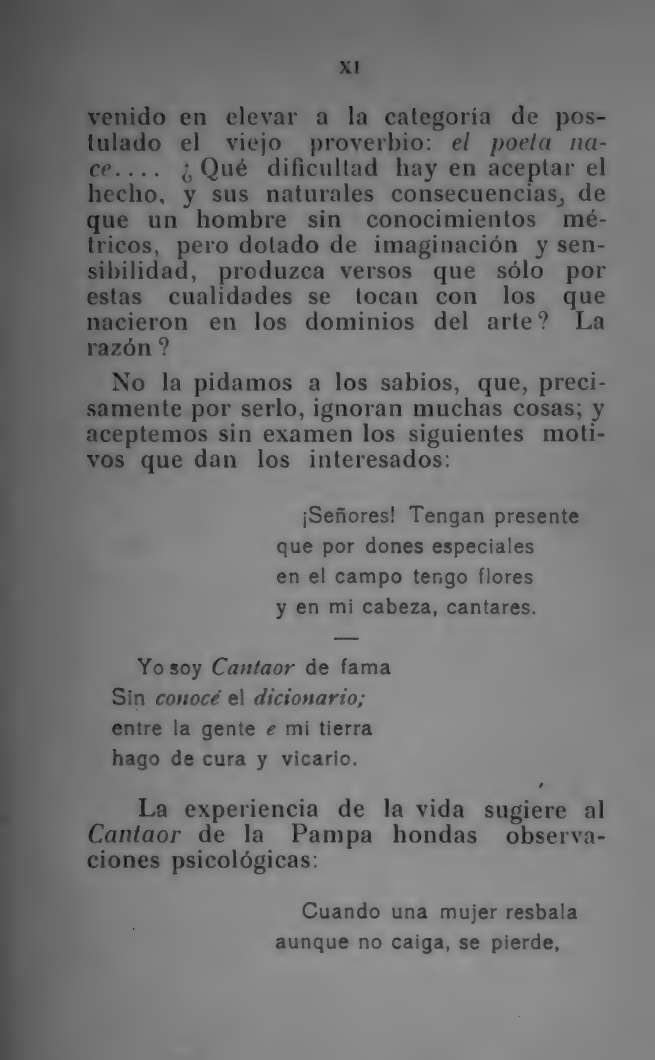 XI
venido en elevar a la categoría de pos-
tulado el viejo proverbio: el poeta na-
ce.... ¿Qué dificultad hay en aceptar el
hecho, y sus naturales consecuencias, de
que un hombre sin conocimientos mé-
tricos, pero dotado de imaginación y sen-
sibilidad, produzca versos que sólo por
estas cualidades se tocan con los que
nacieron en los dominios del arte? La
razón?
No la pidamos a los sabios, que, preci-
samente por serlo, ignoran muchas cosas; y
aceptemos sin examen los siguientes moti-
vos que dan los interesados:
¡Señores! Tengan presente
que por dones especiales
en el campo tengo flores
y en mi cabeza, cantares.
—
Yo soy Cantaor de fama
Sin conocé el dicionario;
entre la gente e mi tierra
hago de cura y vicario.
La experiencia de la vida sugiere al
Cantaor de la Pampa hondas observa-
ciones psicológicas:
Cuando una mujer resbala
aunque no caiga, se pierde,